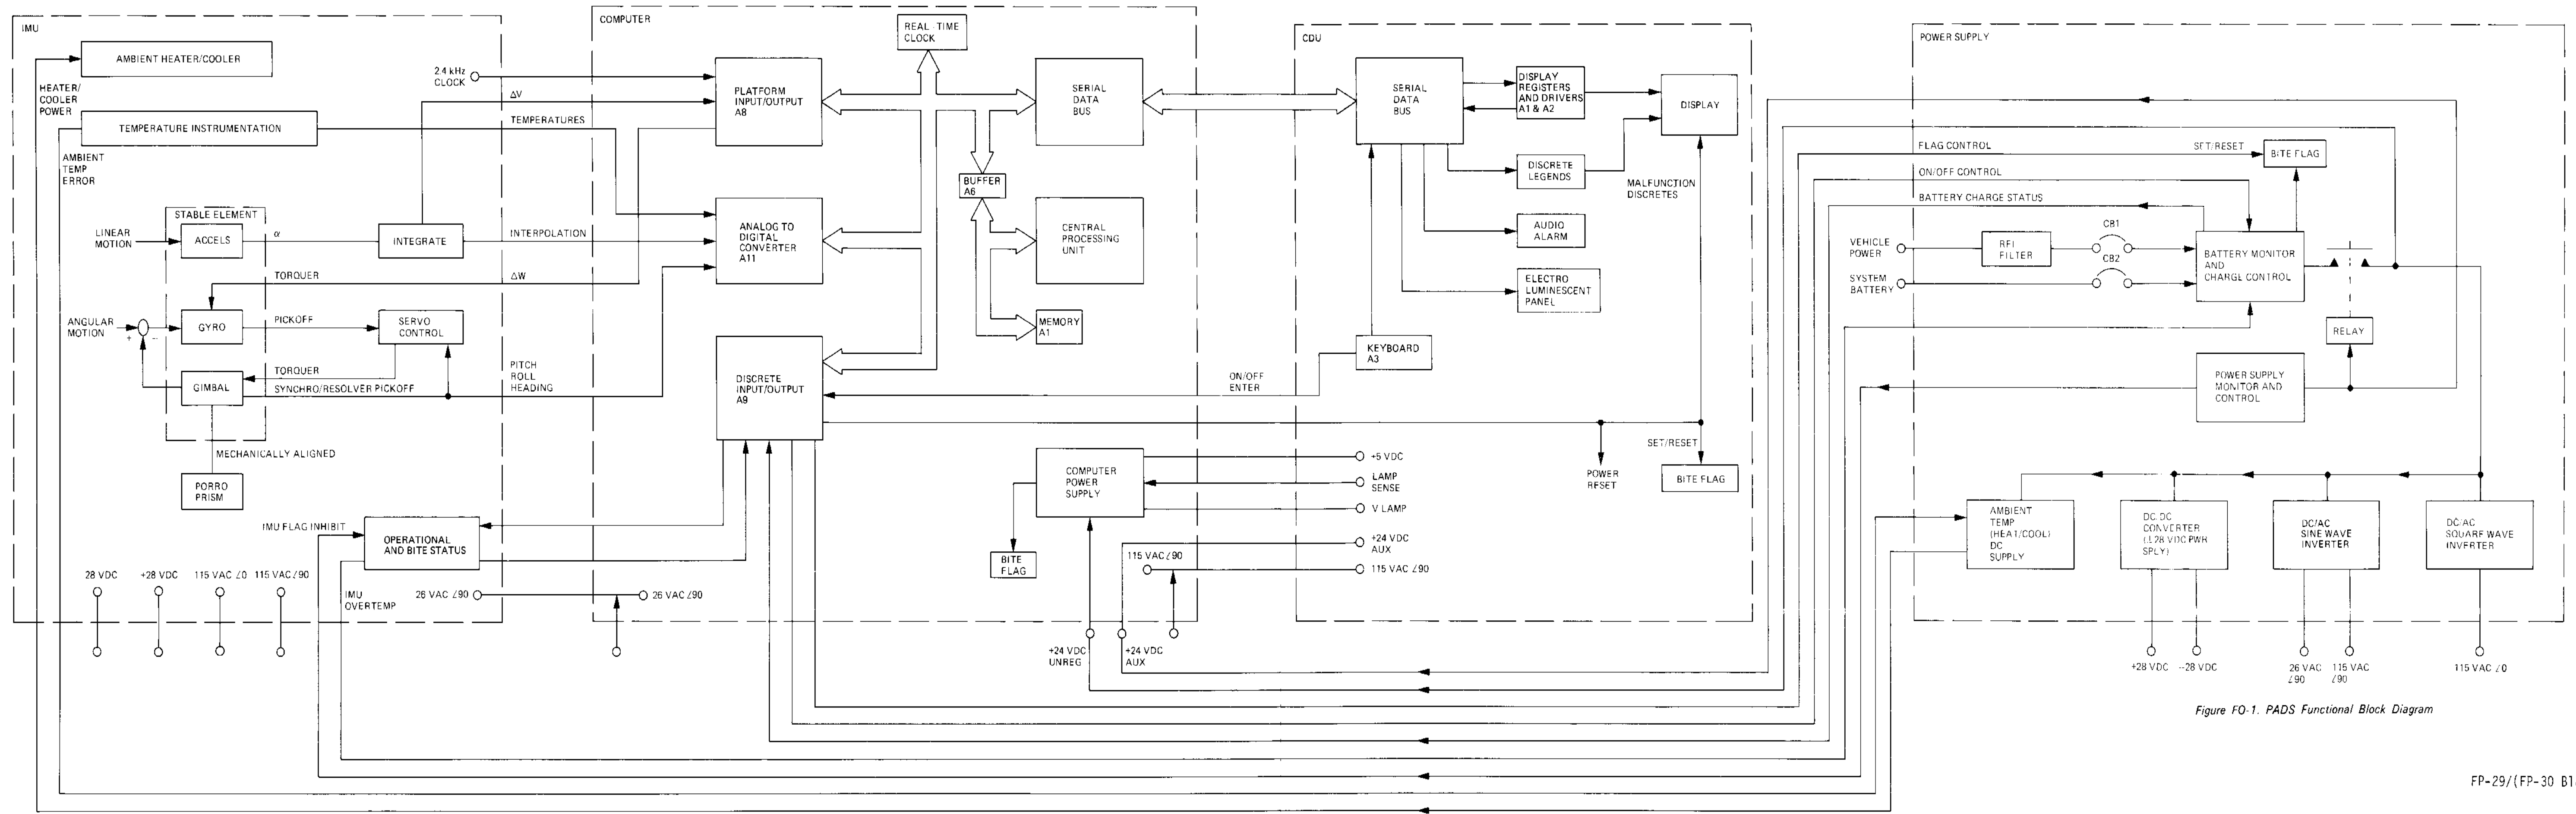 IMU
AMBIENT HEATER/COOLER
HEATER/
COOLER
POWER
TEMPERATURE INSTRUMENTATION
AMBIENT
TEMP
ERROR
STABLE ELEMENT
LINEAR
MOTION
ACCELS
α
INTEGRATE
TORQUER
ANGULAR
MOTION
+
−
GYRO
PICKOFF
SERVO
CONTROL
TORQUER
GIMBAL
SYNCHRO/RESOLVER PICKOFF
MECHANICALLY ALIGNED
PORRO
PRISM
IMU FLAG INHIBIT
OPERATIONAL
AND BITE STATUS
IMU
OVERTEMP
28 VDC
+28 VDC
115 VAC ∠0
115 VAC ∠90
26 VAC ∠90
26 VAC ∠90
COMPUTER
2.4 kHz
CLOCK
ΔV
TEMPERATURES
INTERPOLATION
ΔW
PITCH
ROLL
HEADING
REAL-TIME
CLOCK
PLATFORM
INPUT/OUTPUT
A8
SERIAL
DATA
BUS
BUFFER
A6
ANALOG TO
DIGITAL
CONVERTER
A11
CENTRAL
PROCESSING
UNIT
MEMORY
A1
DISCRETE
INPUT/OUTPUT
A9
COMPUTER
POWER
SUPPLY
BITE
FLAG
115 VAC ∠90
+24 VDC
UNREG
+24 VDC
AUX
CDU
SERIAL
DATA
BUS
DISPLAY
REGISTERS
AND DRIVERS
A1 & A2
DISPLAY
DISCRETE
LEGENDS
MALFUNCTION
DISCRETES
AUDIO
ALARM
ELECTRO
LUMINESCENT
PANEL
KEYBOARD
A3
ON/OFF
ENTER
+5 VDC
LAMP
SENSE
V LAMP
+24 VDC
AUX
115 VAC ∠90
POWER
RESET
SET/RESET
BITE FLAG
POWER SUPPLY
FLAG CONTROL
SET/RESET
BITE FLAG
ON/OFF CONTROL
BATTERY CHARGE STATUS
VEHICLE
POWER
RFI
FILTER
CB1
CB2
SYSTEM
BATTERY
BATTERY MONITOR
AND
CHARGE CONTROL
RELAY
POWER SUPPLY
MONITOR AND
CONTROL
AMBIENT
TEMP
(HEAT/COOL)
DC
SUPPLY
DC/DC
CONVERTER
(±28 VDC PWR
SPLY)
DC/AC
SINE WAVE
INVERTER
DC/AC
SQUARE WAVE
INVERTER
+28 VDC
--28 VDC
26 VAC
∠90
115 VAC
∠90
115 VAC ∠0
Figure FO-1. PADS Functional Block Diagram
FP-29/(FP-30 Bl